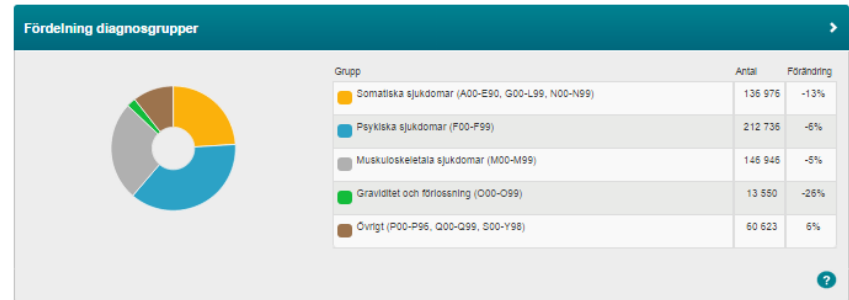 Fördelning diagnosgrupper
Grupp Antal Förändring
Somatiska sjukdomar (A00-E90, G00-L99, N00-N99) 136 976 -13%
Psykiska sjukdomar (F00-F99) 212 736 -6%
Muskuloskeletala sjukdomar (M00-M99) 146 946 -5%
Graviditet och förlossning (O00-O99) 13 550 -26%
Övrigt (P00-P96, Q00-Q99, S00-Y98) 60 623 6%
?